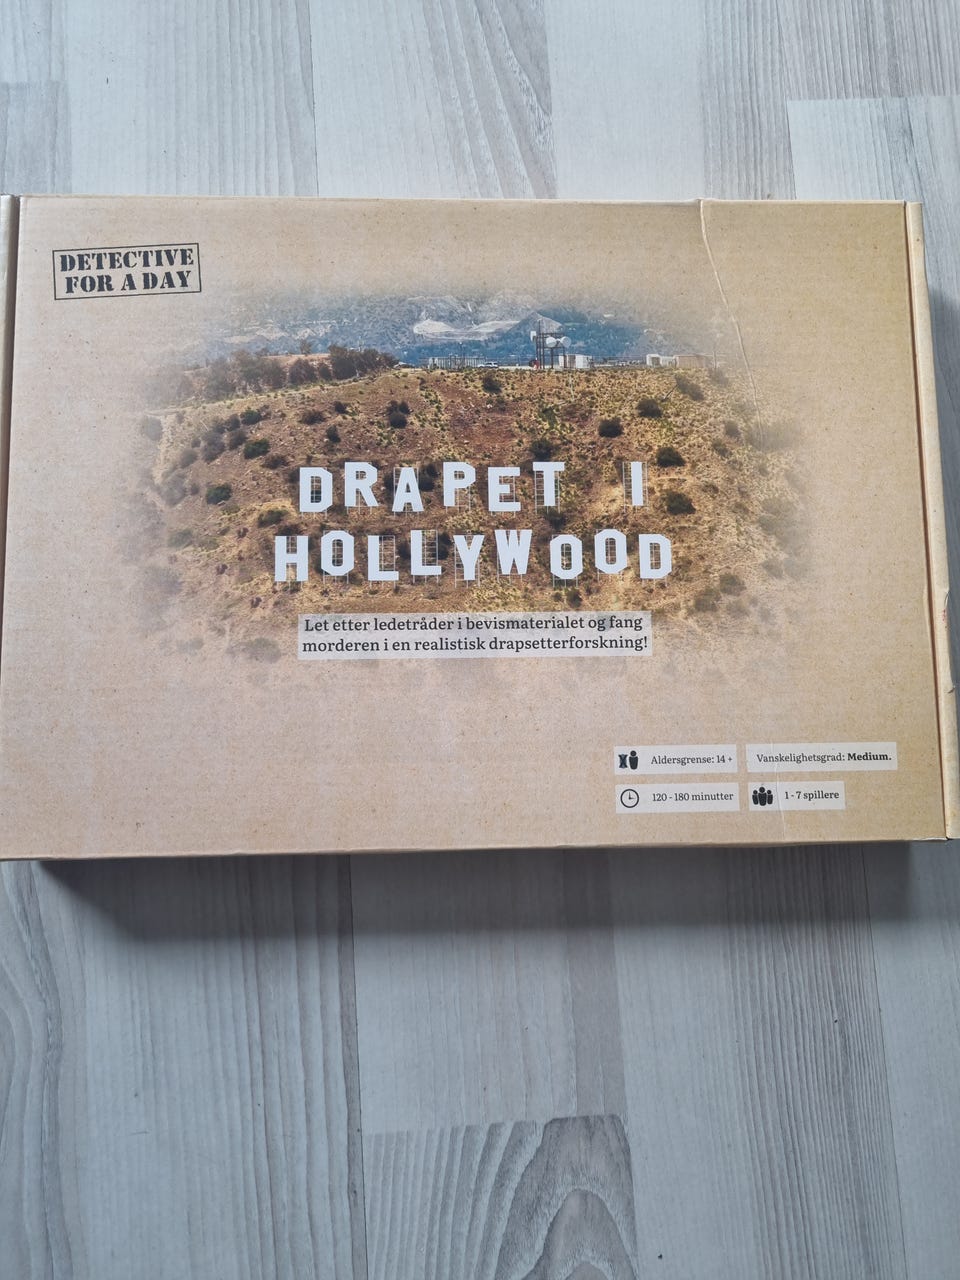 DETECTIVE
FOR A DAY
DRAPET I
HOLLYWOOD
Let etter ledetråder i bevismaterialet og fang
morderen i en realistisk drapsetterforskning!
Aldersgrense: 14 +
Vanskelighetsgrad: Medium.
120 - 180 minutter
1 - 7 spillere